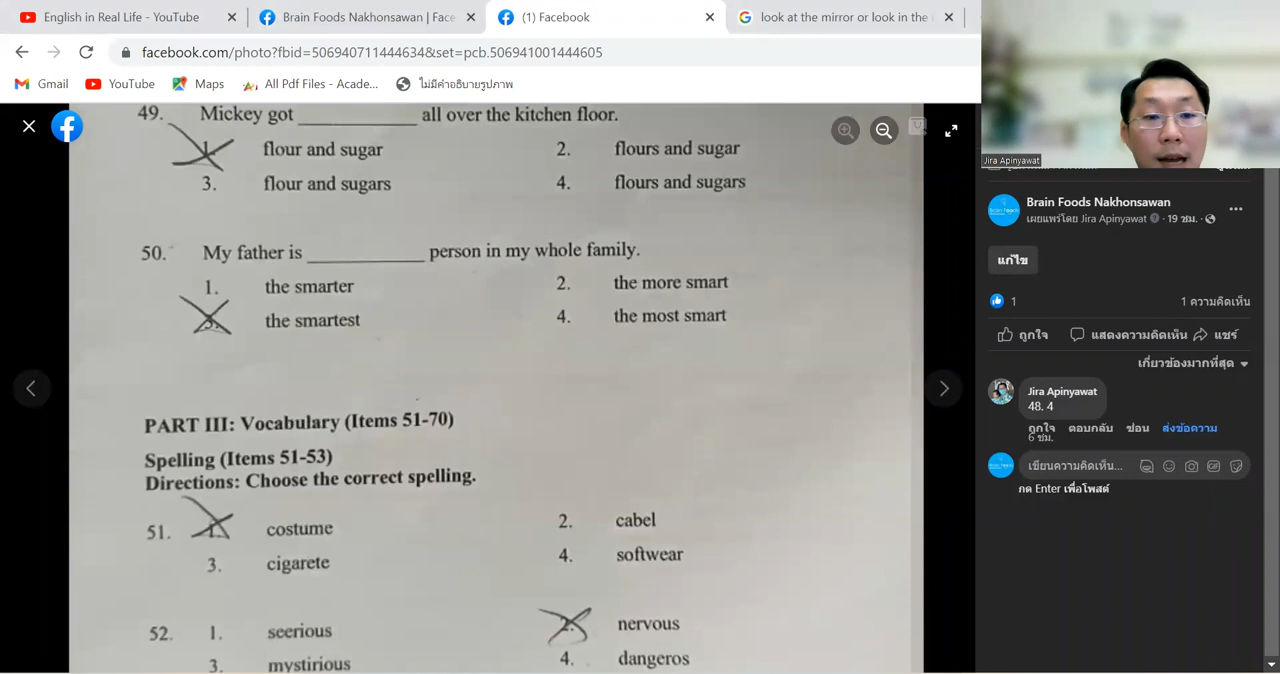 English in Real Life - YouTube
Brain Foods Nakhonsawan | Face
(1) Facebook
look at the mirror or look in the
facebook.com/photo?fbid=506940711444634&set=pcb.506941001444605
Gmail
YouTube
Maps
All Pdf Files - Acade...
ไม่มีคำอธิบายรูปภาพ
49. Mickey got ____________ all over the kitchen floor.
flour and sugar 2. flours and sugar
3. flour and sugars 4. flours and sugars
50. My father is ____________ person in my whole family.
1. the smarter 2. the more smart
3. the smartest 4. the most smart
PART III: Vocabulary (Items 51-70)
Spelling (Items 51-53)
Directions: Choose the correct spelling.
51. 1. costume 2. cabel
3. cigarete 4. softwear
52. 1. seerious 2. nervous
3. mystirious 4. dangeros
Jira Apinyawat
Brain Foods Nakhonsawan
เผยแพร่โดย Jira Apinyawat · 19 ชม. ·
แก้ไข
1
1 ความคิดเห็น
ถูกใจ
แสดงความคิดเห็น
แชร์
เกี่ยวข้องมากที่สุด
Jira Apinyawat
48. 4
ถูกใจ ตอบกลับ ซ่อน ส่งข้อความ
6 ชม.
เขียนความคิดเห็น...
กด Enter เพื่อโพสต์